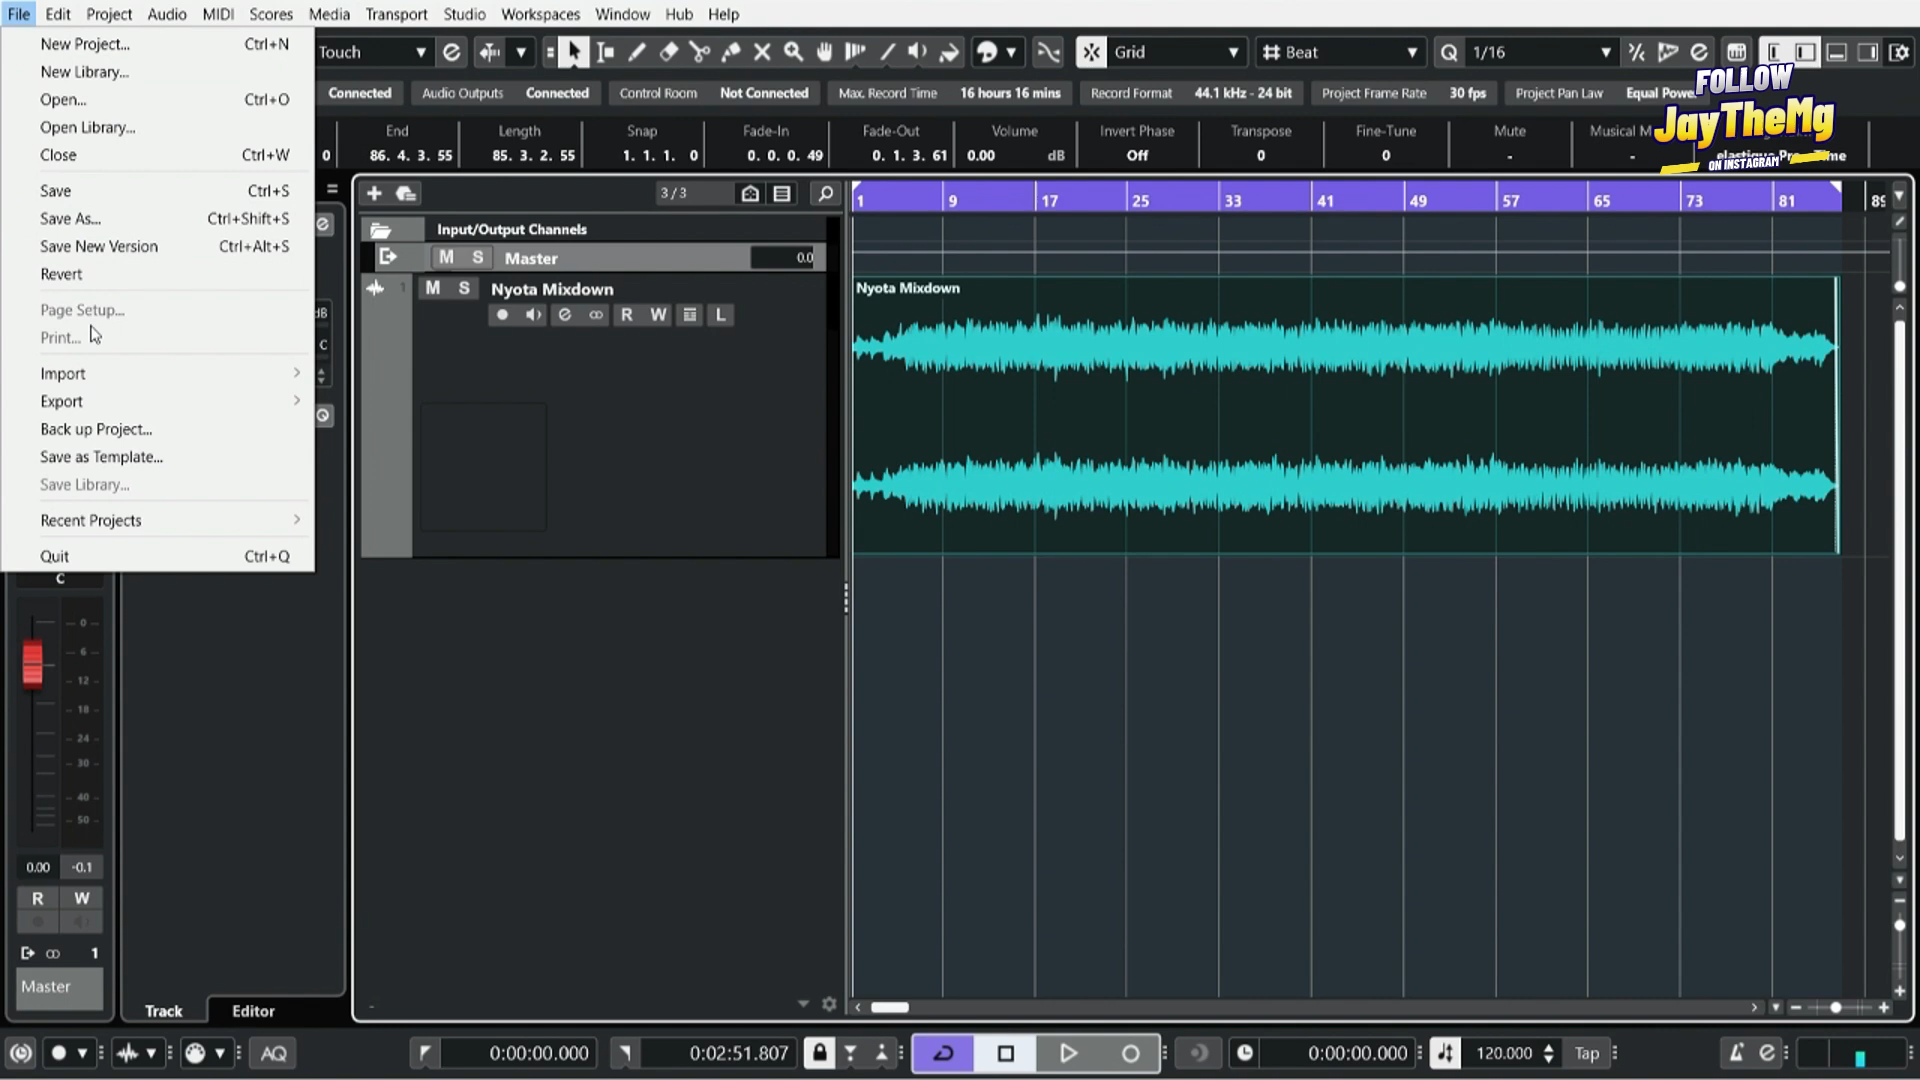 File Edit Project Audio MIDI Scores Media Transport Studio Workspaces Window Hub Help
New Project... Ctrl+N
New Library...
Open... Ctrl+O
Open Library...
Close Ctrl+W
Save Ctrl+S
Save As... Ctrl+Shift+S
Save New Version Ctrl+Alt+S
Revert
Page Setup...
Print...
Import
Export
Back up Project...
Save as Template...
Save Library...
Recent Projects
Quit Ctrl+Q
Touch Grid Beat Q 1/16
Connected Audio Outputs Connected Control Room Not Connected Max. Record Time 16 hours 16 mins Record Format 44.1 kHz - 24 bit Project Frame Rate 30 fps Project Pan Law Equal Power
FOLLOW
JayTheMg
ON INSTAGRAM
End Length Snap Fade-In Fade-Out Volume Invert Phase Transpose Fine-Tune Mute Musical M
0 86. 4. 3. 55 85. 3. 2. 55 1. 1. 1. 0 0. 0. 0. 49 0. 1. 3. 61 0.00 dB Off 0 0 - -
3 / 3
1 9 17 25 33 41 49 57 65 73 81 89
Input/Output Channels
M S Master 0.0
1 M S Nyota Mixdown
R W L
Nyota Mixdown
dB
C
C
0
6
12
18
24
30
40
50
0.00 -0.1
R W
1
Master
Track Editor
AQ 0:00:00.000 0:02:51.807 0:00:00.000 120.000 Tap